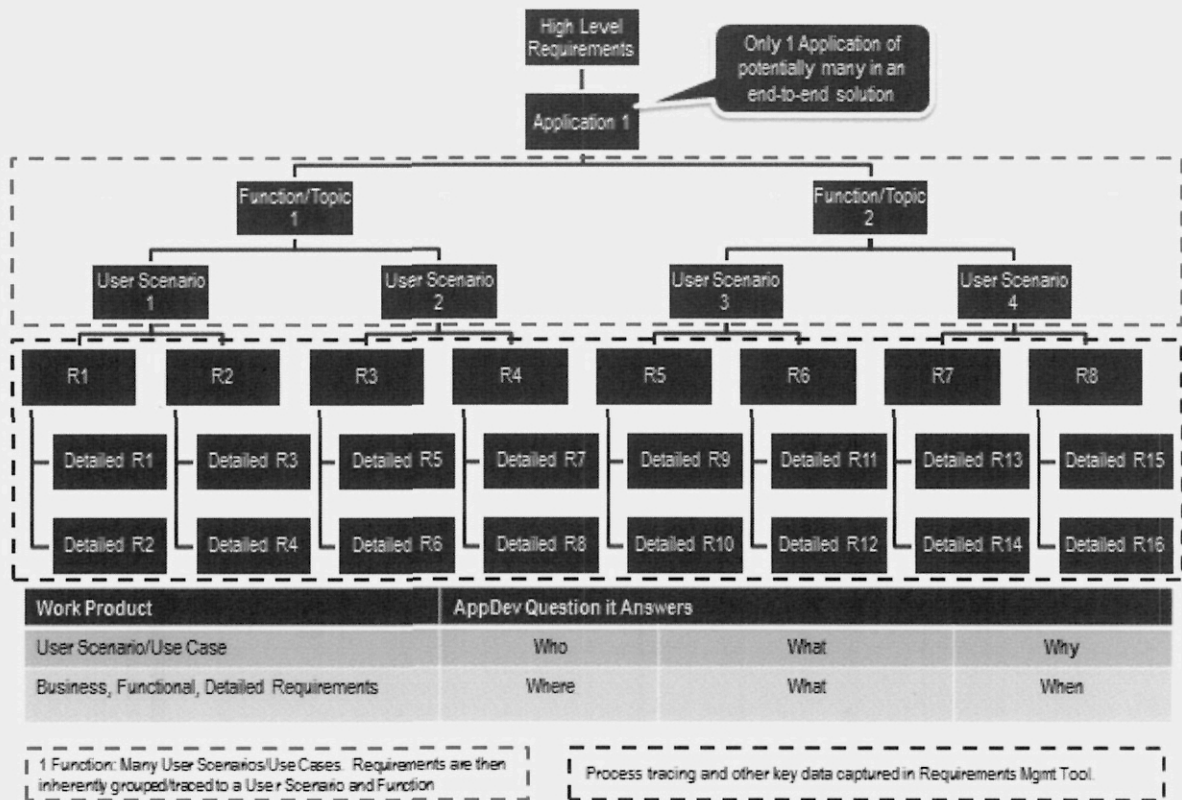 High Level
Requirements
Only 1 Application of
potentially many in an
end-to-end solution
Application 1
Function/Topic
1
Function/Topic
2
User Scenario
1
User Scenario
2
User Scenario
3
User Scenario
4
R1
R2
R3
R4
R5
R6
R7
R8
Detailed R1
Detailed R3
Detailed R5
Detailed R7
Detailed R9
Detailed R11
Detailed R13
Detailed R15
Detailed R2
Detailed R4
Detailed R6
Detailed R8
Detailed R10
Detailed R12
Detailed R14
Detailed R16
Work Product AppDev Question it Answers
User Scenario/Use Case Who What Why
Business, Functional, Detailed Requirements Where What When
1 Function: Many User Scenarios/Use Cases. Requirements are then
inherently grouped/traced to a User Scenario and Function
Process tracing and other key data captured in Requirements Mgmt Tool.